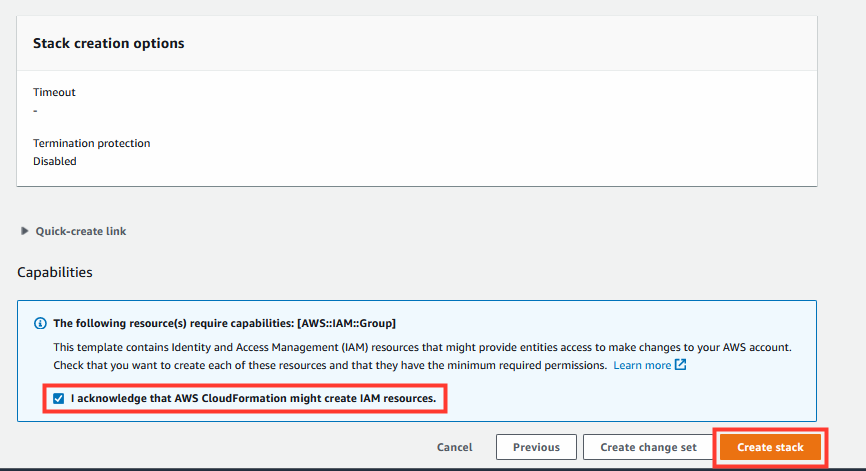 Stack creation options
Timeout
-
Termination protection
Disabled
Quick-create link
Capabilities
The following resource(s) require capabilities: [AWS::IAM::Group]
This template contains Identity and Access Management (IAM) resources that might provide entities access to make changes to your AWS account.
Check that you want to create each of these resources and that they have the minimum required permissions. Learn more
I acknowledge that AWS CloudFormation might create IAM resources.
Cancel Previous Create change set Create stack